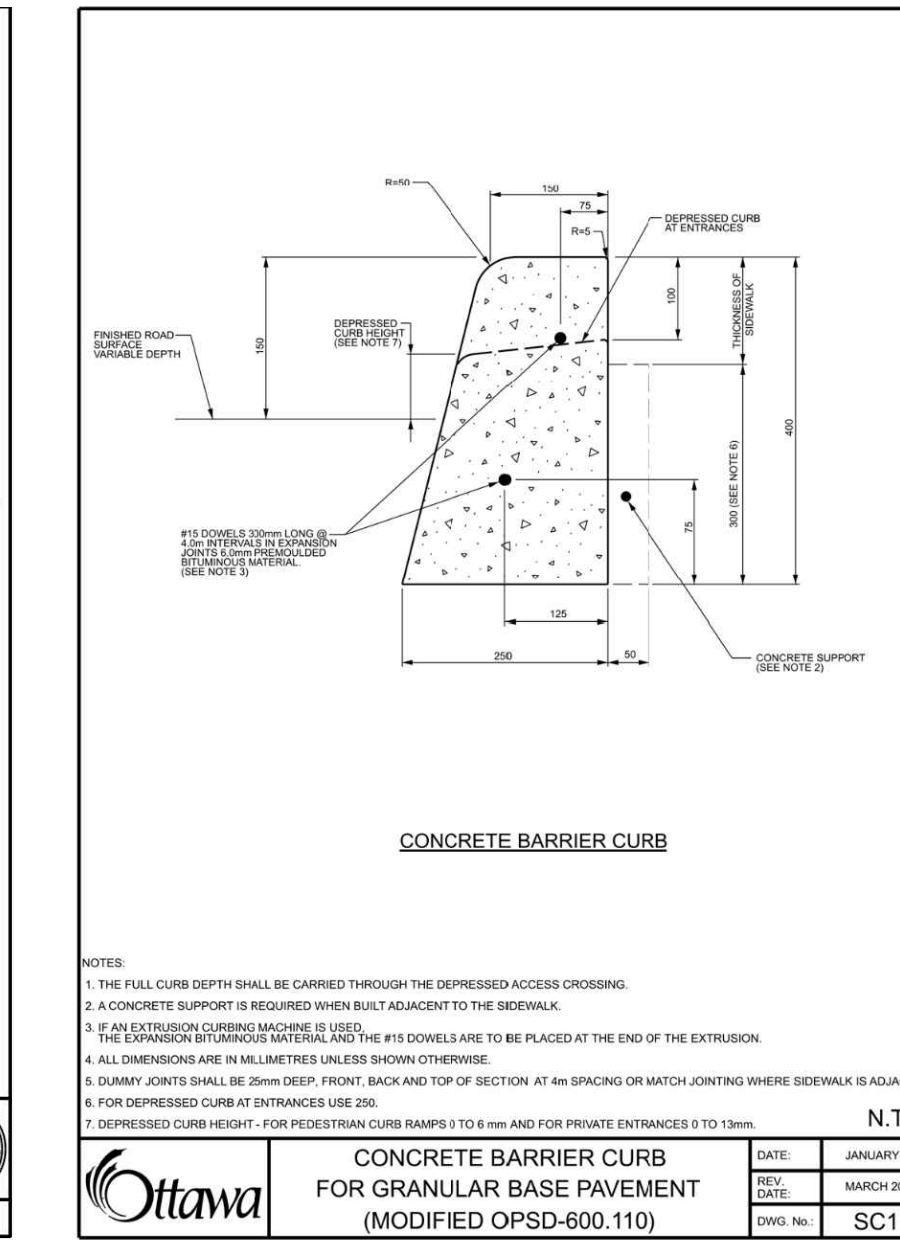 R=50
150
75
R=5
DEPRESSED CURB
AT ENTRANCES
100
THICKNESS OF
SIDEWALK
DEPRESSED
CURB HEIGHT
(SEE NOTE 7)
FINISHED ROAD
SURFACE
VARIABLE DEPTH
150
400
300 (SEE NOTE 6)
75
#15 DOWELS 300mm LONG @
4.0m INTERVALS IN EXPANSION
JOINTS 6.0mm PREMOULDED
BITUMINOUS MATERIAL.
(SEE NOTE 3)
125
250
50
CONCRETE SUPPORT
(SEE NOTE 2)
CONCRETE BARRIER CURB
NOTES:
1. THE FULL CURB DEPTH SHALL BE CARRIED THROUGH THE DEPRESSED ACCESS CROSSING.
2. A CONCRETE SUPPORT IS REQUIRED WHEN BUILT ADJACENT TO THE SIDEWALK.
3. IF AN EXTRUSION CURBING MACHINE IS USED,
THE EXPANSION BITUMINOUS MATERIAL AND THE #15 DOWELS ARE TO BE PLACED AT THE END OF THE EXTRUSION.
4. ALL DIMENSIONS ARE IN MILLIMETRES UNLESS SHOWN OTHERWISE.
5. DUMMY JOINTS SHALL BE 25mm DEEP, FRONT, BACK AND TOP OF SECTION AT 4m SPACING OR MATCH JOINTING WHERE SIDEWALK IS ADJA
6. FOR DEPRESSED CURB AT ENTRANCES USE 250.
7. DEPRESSED CURB HEIGHT - FOR PEDESTRIAN CURB RAMPS 0 TO 6 mm AND FOR PRIVATE ENTRANCES 0 TO 13mm.
N.T
Ottawa
CONCRETE BARRIER CURB
FOR GRANULAR BASE PAVEMENT
(MODIFIED OPSD-600.110)
DATE: JANUARY
REV. DATE: MARCH 20
DWG. No.: SC1